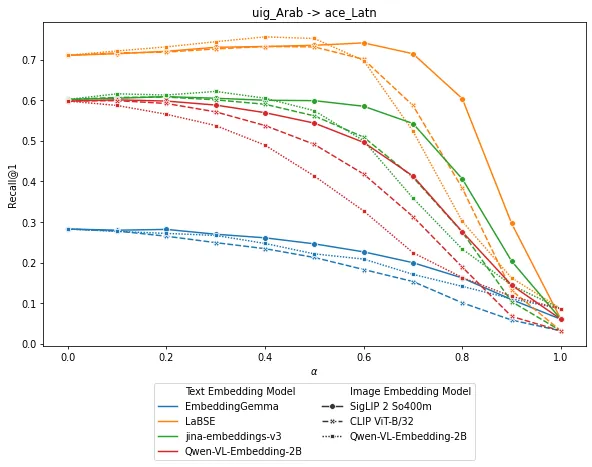 uig_Arab -> ace_Latn
Recall@1
0.7
0.6
0.5
0.4
0.3
0.2
0.1
0.0
0.0 0.2 0.4 0.6 0.8 1.0
α
Text Embedding Model
EmbeddingGemma
LaBSE
jina-embeddings-v3
Qwen-VL-Embedding-2B
Image Embedding Model
SigLIP 2 So400m
CLIP ViT-B/32
Qwen-VL-Embedding-2B